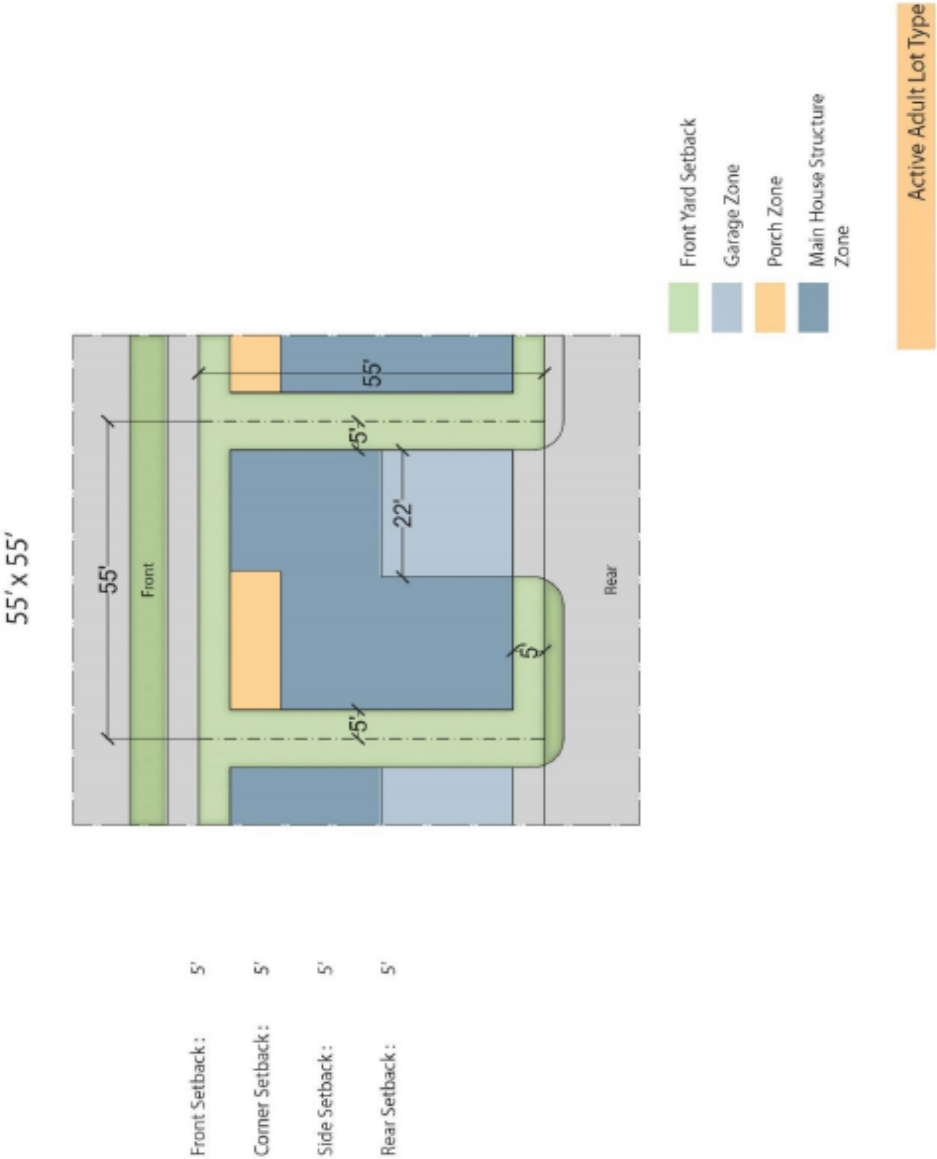 55' x 55'
55'
Front
55'
5'
22'
5'
5'
Rear
Front Setback : 5'
Corner Setback : 5'
Side Setback : 5'
Rear Setback : 5'
Front Yard Setback
Garage Zone
Porch Zone
Main House Structure
Zone
Active Adult Lot Type